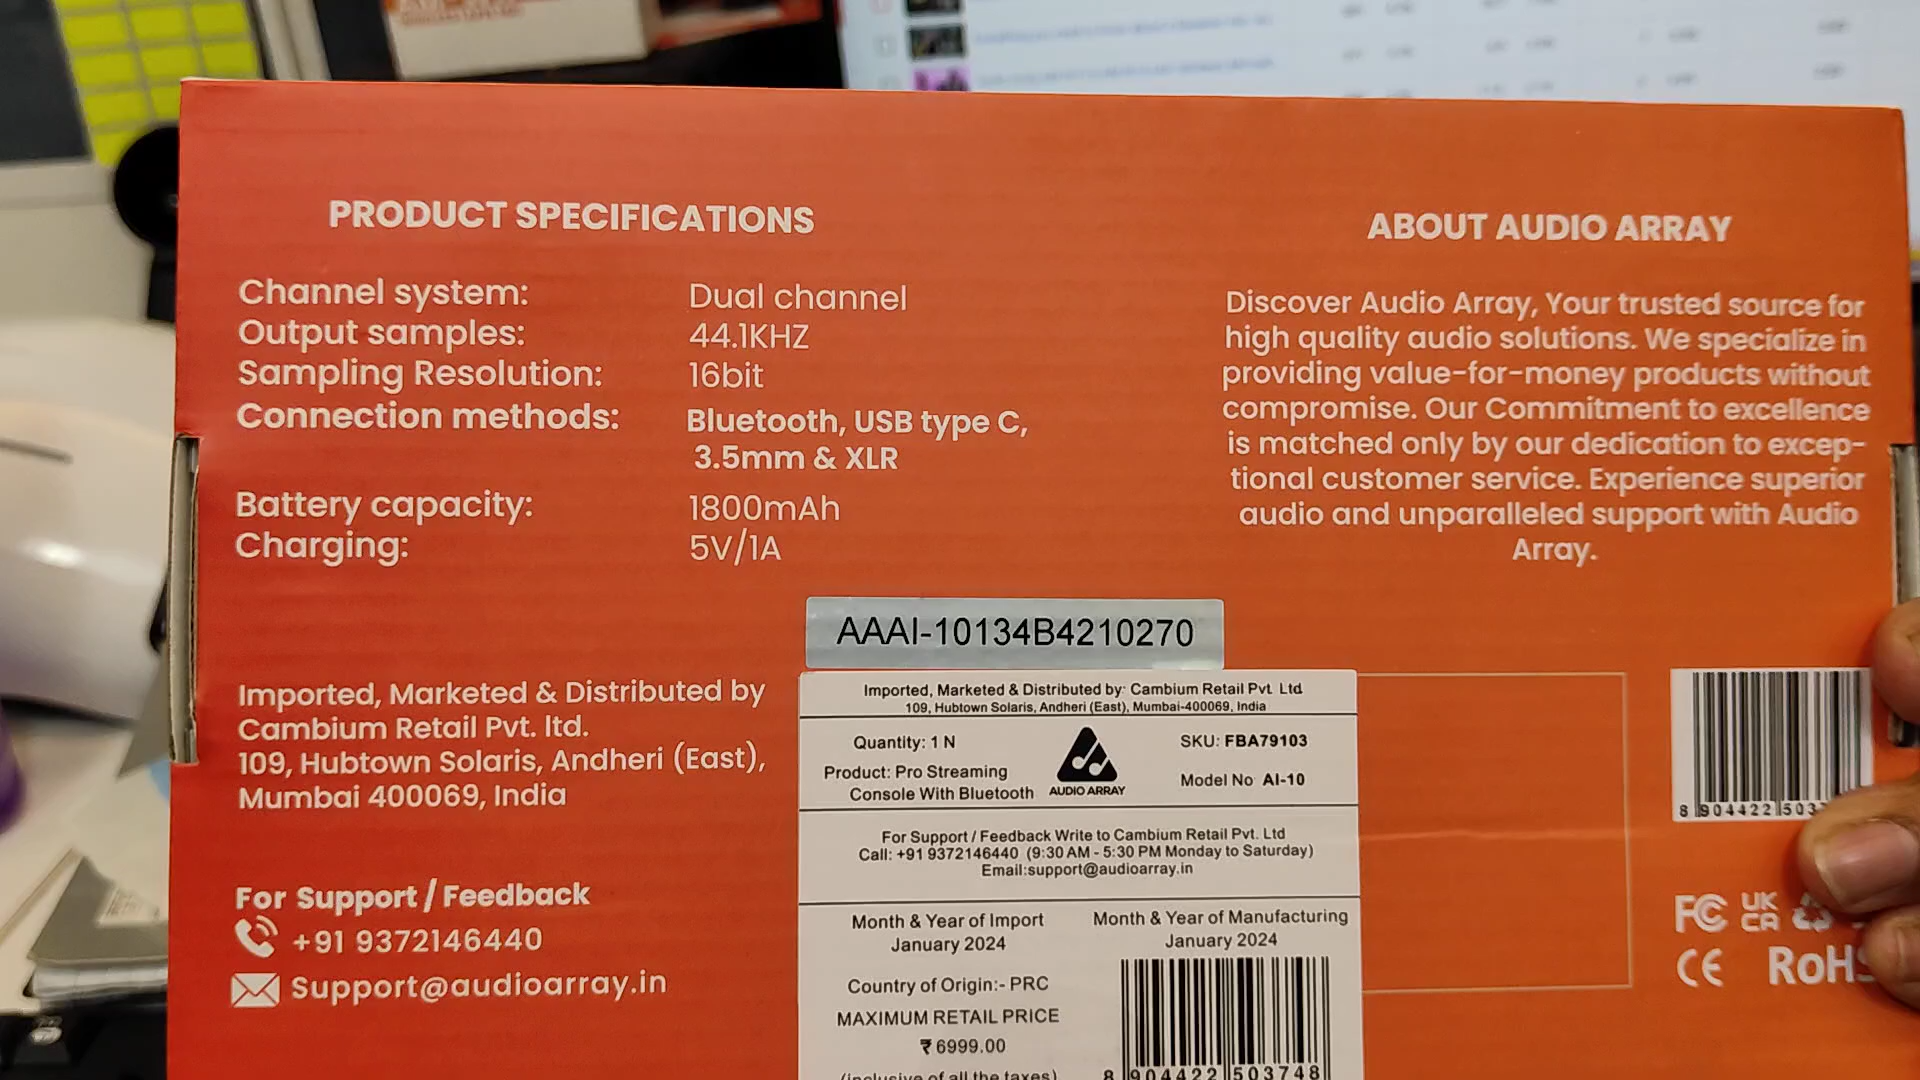 PRODUCT SPECIFICATIONS
Channel system: Dual channel
Output samples: 44.1KHZ
Sampling Resolution: 16bit
Connection methods: Bluetooth, USB type C,
3.5mm & XLR
Battery capacity: 1800mAh
Charging: 5V/1A
ABOUT AUDIO ARRAY
Discover Audio Array, Your trusted source for
high quality audio solutions. We specialize in
providing value-for-money products without
compromise. Our Commitment to excellence
is matched only by our dedication to excep-
tional customer service. Experience superior
audio and unparalleled support with Audio
Array.
AAAI-10134B4210270
Imported, Marketed & Distributed by
Cambium Retail Pvt. ltd.
109, Hubtown Solaris, Andheri (East),
Mumbai 400069, India
For Support / Feedback
+91 9372146440
Support@audioarray.in
Imported, Marketed & Distributed by: Cambium Retail Pvt. Ltd
109, Hubtown Solaris, Andheri (East), Mumbai-400069, India
Quantity: 1 N
Product: Pro Streaming
Console With Bluetooth
AUDIO ARRAY
SKU: FBA79103
Model No AI-10
For Support / Feedback Write to Cambium Retail Pvt. Ltd
Call: +91 9372146440 (9:30 AM - 5:30 PM Monday to Saturday)
Email:support@audioarray.in
Month & Year of Import
January 2024
Month & Year of Manufacturing
January 2024
Country of Origin:- PRC
MAXIMUM RETAIL PRICE
₹ 6999.00
(inclusive of all the taxes)
8 904422 503748
8 904422 503
FC UK CA
CE RoHS